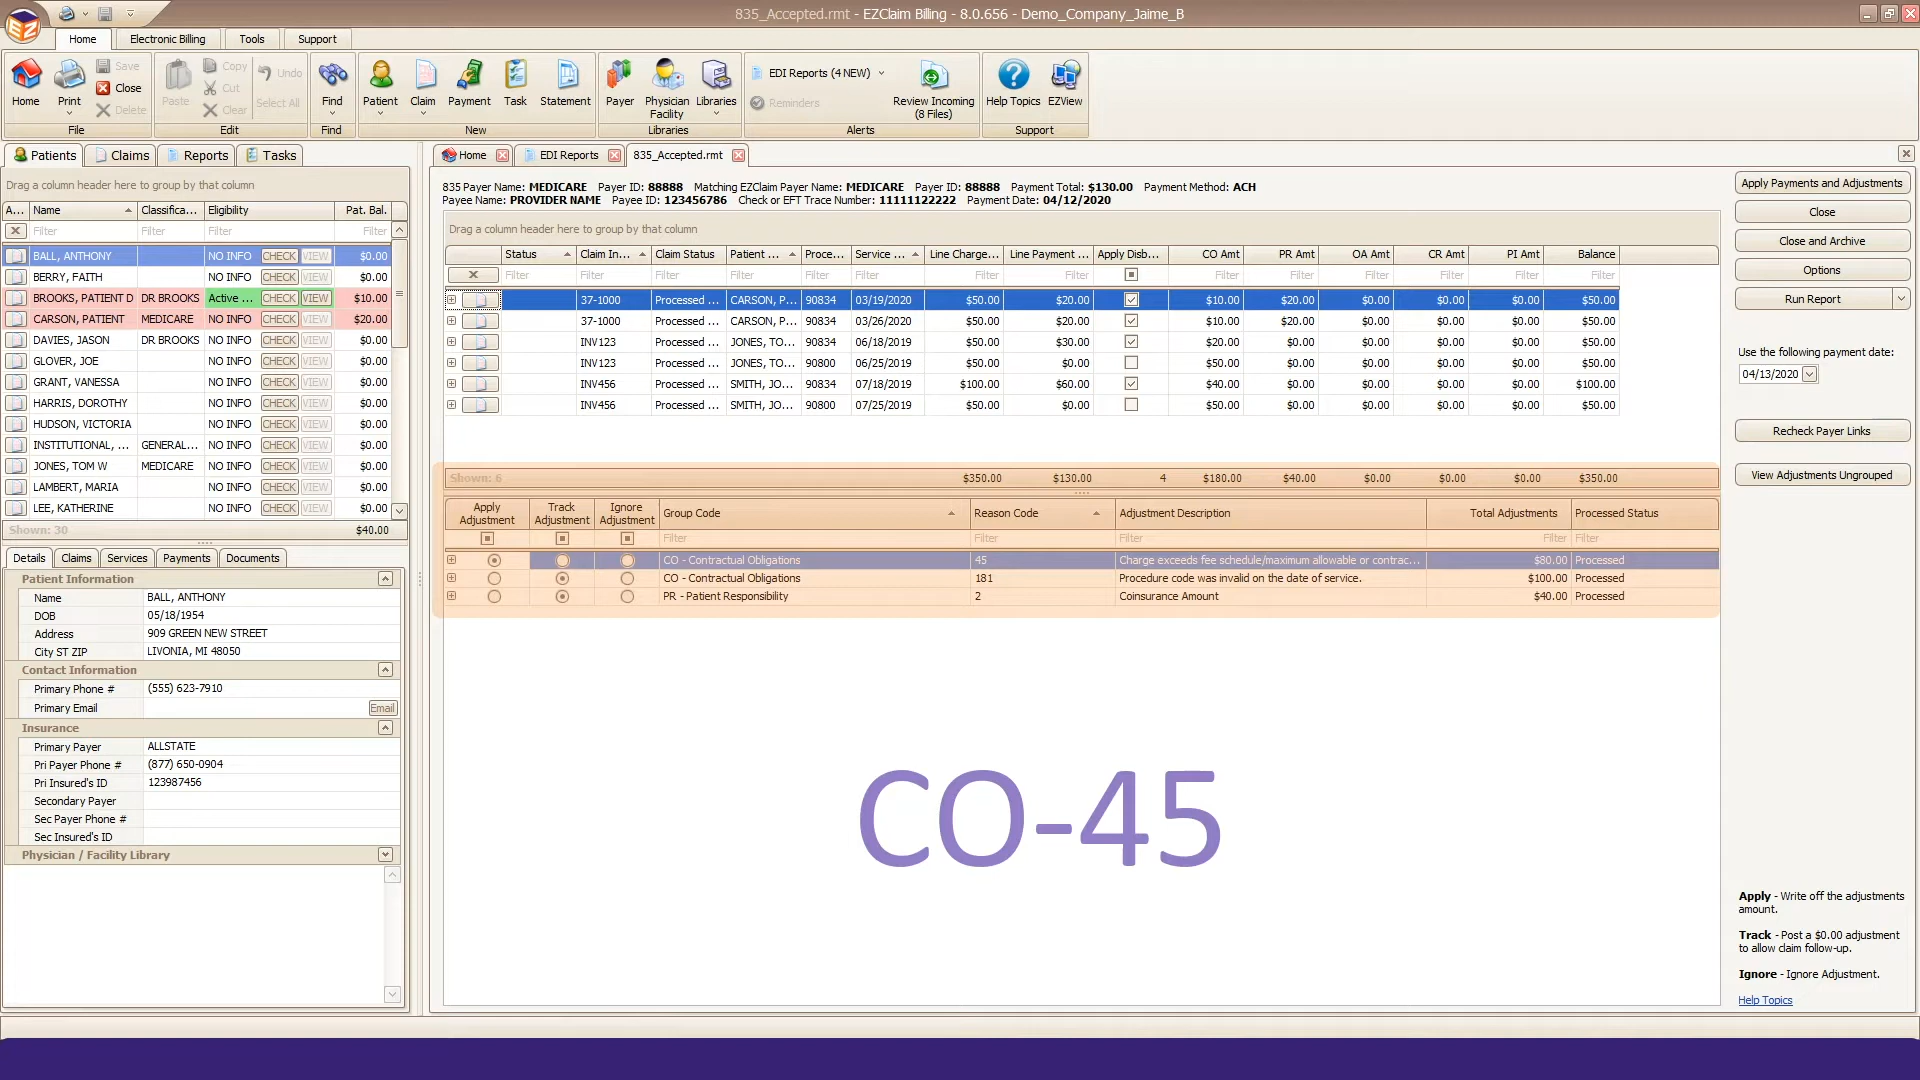 835_Accepted.rmt - EZClaim Billing - 8.0.656 - Demo_Company_Jaime_B
Home Electronic Billing Tools Support
Home Print Save Close Delete Paste Copy Cut Clear Undo Select All Find Patient Claim Payment Task Statement Payer Physician Facility Libraries EDI Reports (4 NEW) Reminders Review Incoming (8 Files) Help Topics EZView
File Edit Find New Libraries Alerts Support
Patients Claims Reports Tasks
Drag a column header here to group by that column
A... Name Classifica... Eligibility Pat. Bal.
Filter Filter Filter Filter
BALL, ANTHONY NO INFO CHECK VIEW $0.00
BERRY, FAITH NO INFO CHECK VIEW $0.00
BROOKS, PATIENT D DR BROOKS Active ... CHECK VIEW $10.00
CARSON, PATIENT MEDICARE NO INFO CHECK VIEW $20.00
DAVIES, JASON DR BROOKS NO INFO CHECK VIEW $0.00
GLOVER, JOE NO INFO CHECK VIEW $0.00
GRANT, VANESSA NO INFO CHECK VIEW $0.00
HARRIS, DOROTHY NO INFO CHECK VIEW $0.00
HUDSON, VICTORIA NO INFO CHECK VIEW $0.00
INSTITUTIONAL, ... GENERAL... NO INFO CHECK VIEW $0.00
JONES, TOM W MEDICARE NO INFO CHECK VIEW $0.00
LAMBERT, MARIA NO INFO CHECK VIEW $0.00
LEE, KATHERINE NO INFO CHECK VIEW $0.00
Shown: 30 $40.00
Details Claims Services Payments Documents
Patient Information
Name BALL, ANTHONY
DOB 05/18/1954
Address 909 GREEN NEW STREET
City ST ZIP LIVONIA, MI 48050
Contact Information
Primary Phone # (555) 623-7910
Primary Email Email
Insurance
Primary Payer ALLSTATE
Pri Payer Phone # (877) 650-0904
Pri Insured's ID 123987456
Secondary Payer
Sec Payer Phone #
Sec Insured's ID
Physician / Facility Library
Home EDI Reports 835_Accepted.rmt
835 Payer Name: MEDICARE Payer ID: 88888 Matching EZClaim Payer Name: MEDICARE Payer ID: 88888 Payment Total: $130.00 Payment Method: ACH
Payee Name: PROVIDER NAME Payee ID: 123456786 Check or EFT Trace Number: 11111122222 Payment Date: 04/12/2020
Drag a column header here to group by that column
Status Claim In... Claim Status Patient ... Proce... Service ... Line Charge... Line Payment ... Apply Disb... CO Amt PR Amt OA Amt CR Amt PI Amt Balance
Filter Filter Filter Filter Filter Filter Filter Filter Filter Filter Filter Filter Filter Filter
37-1000 Processed ... CARSON, P... 90834 03/19/2020 $50.00 $20.00 $10.00 $20.00 $0.00 $0.00 $0.00 $50.00
37-1000 Processed ... CARSON, P... 90834 03/26/2020 $50.00 $20.00 $10.00 $20.00 $0.00 $0.00 $0.00 $50.00
INV123 Processed ... JONES, TO... 90834 06/18/2019 $50.00 $30.00 $20.00 $0.00 $0.00 $0.00 $0.00 $50.00
INV123 Processed ... JONES, TO... 90800 06/25/2019 $50.00 $0.00 $50.00 $0.00 $0.00 $0.00 $0.00 $50.00
INV456 Processed ... SMITH, JO... 90834 07/18/2019 $100.00 $60.00 $40.00 $0.00 $0.00 $0.00 $0.00 $100.00
INV456 Processed ... SMITH, JO... 90800 07/25/2019 $50.00 $0.00 $50.00 $0.00 $0.00 $0.00 $0.00 $50.00
Shown: 6 $350.00 $130.00 4 $180.00 $40.00 $0.00 $0.00 $0.00 $350.00
Apply Adjustment Track Adjustment Ignore Adjustment Group Code Reason Code Adjustment Description Total Adjustments Processed Status
Filter Filter Filter Filter Filter
CO - Contractual Obligations 45 Charge exceeds fee schedule/maximum allowable or contrac... $80.00 Processed
CO - Contractual Obligations 181 Procedure code was invalid on the date of service. $100.00 Processed
PR - Patient Responsibility 2 Coinsurance Amount $40.00 Processed
CO-45
Apply Payments and Adjustments
Close
Close and Archive
Options
Run Report
Use the following payment date:
04/13/2020
Recheck Payer Links
View Adjustments Ungrouped
Apply - Write off the adjustments
amount.
Track - Post a $0.00 adjustment
to allow claim follow-up.
Ignore - Ignore Adjustment.
Help Topics